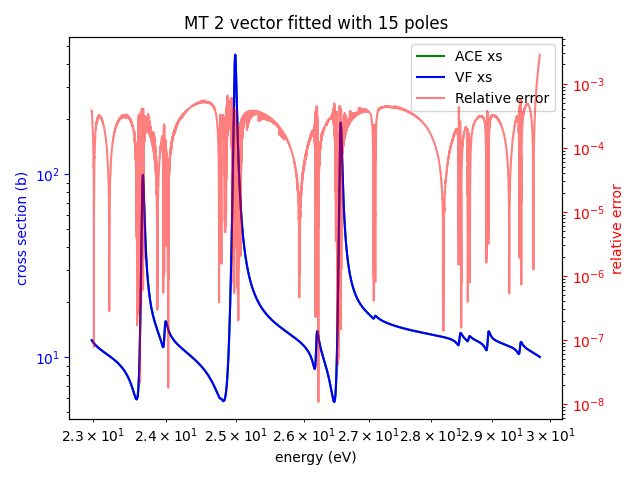 MT 2 vector fitted with 15 poles
ACE xs
VF xs
Relative error
cross section (b)
10²
10¹
relative error
10⁻³
10⁻⁴
10⁻⁵
10⁻⁶
10⁻⁷
10⁻⁸
2.3 × 10¹ 2.4 × 10¹ 2.5 × 10¹ 2.6 × 10¹ 2.7 × 10¹ 2.8 × 10¹ 2.9 × 10¹ 3 × 10¹
energy (eV)